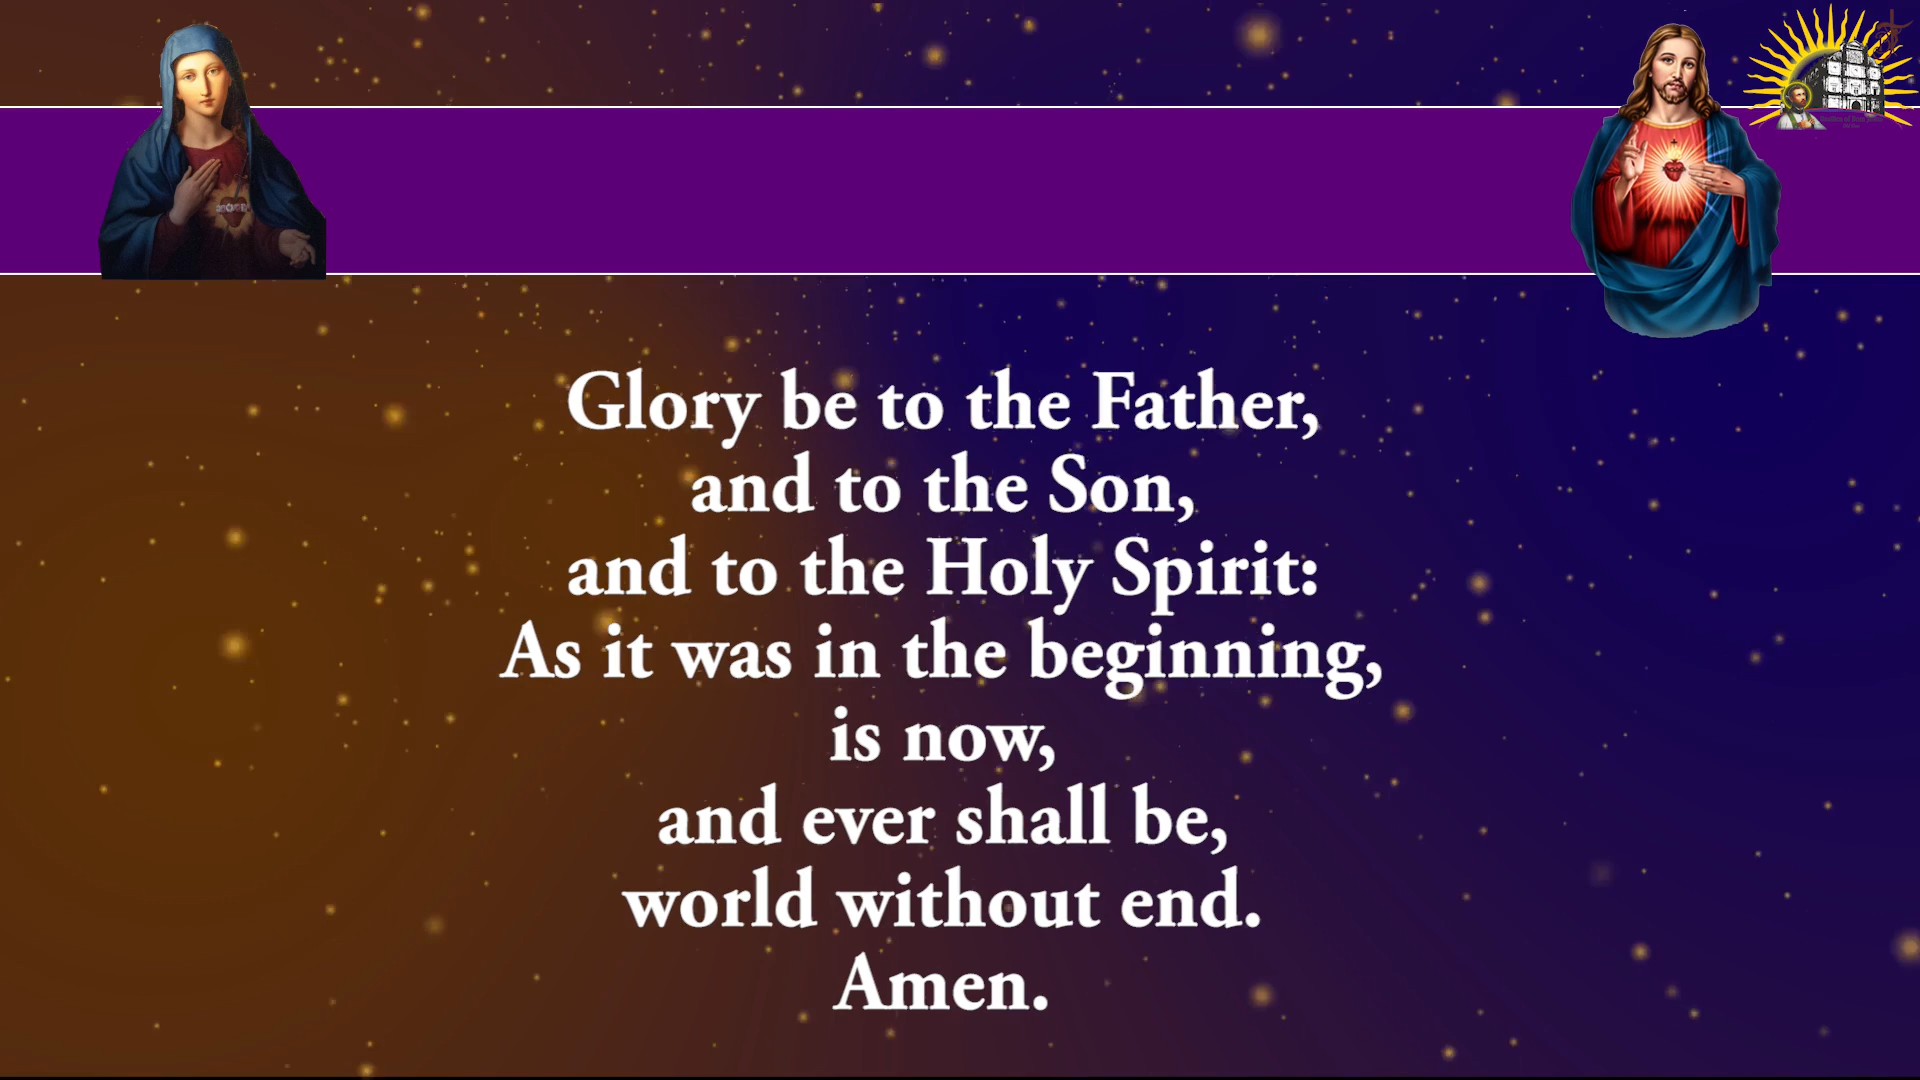 Glory be to the Father,
and to the Son,
and to the Holy Spirit:
As it was in the beginning,
is now,
and ever shall be,
world without end.
Amen.